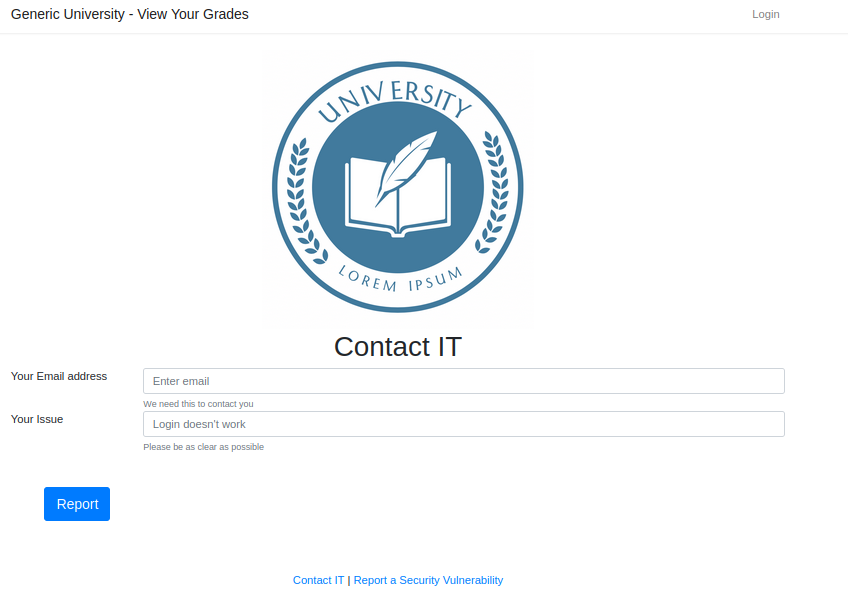 Generic University - View Your Grades
Login
UNIVERSITY
LOREM IPSUM
Contact IT
Your Email address
Enter email
We need this to contact you
Your Issue
Login doesn't work
Please be as clear as possible
Report
Contact IT | Report a Security Vulnerability